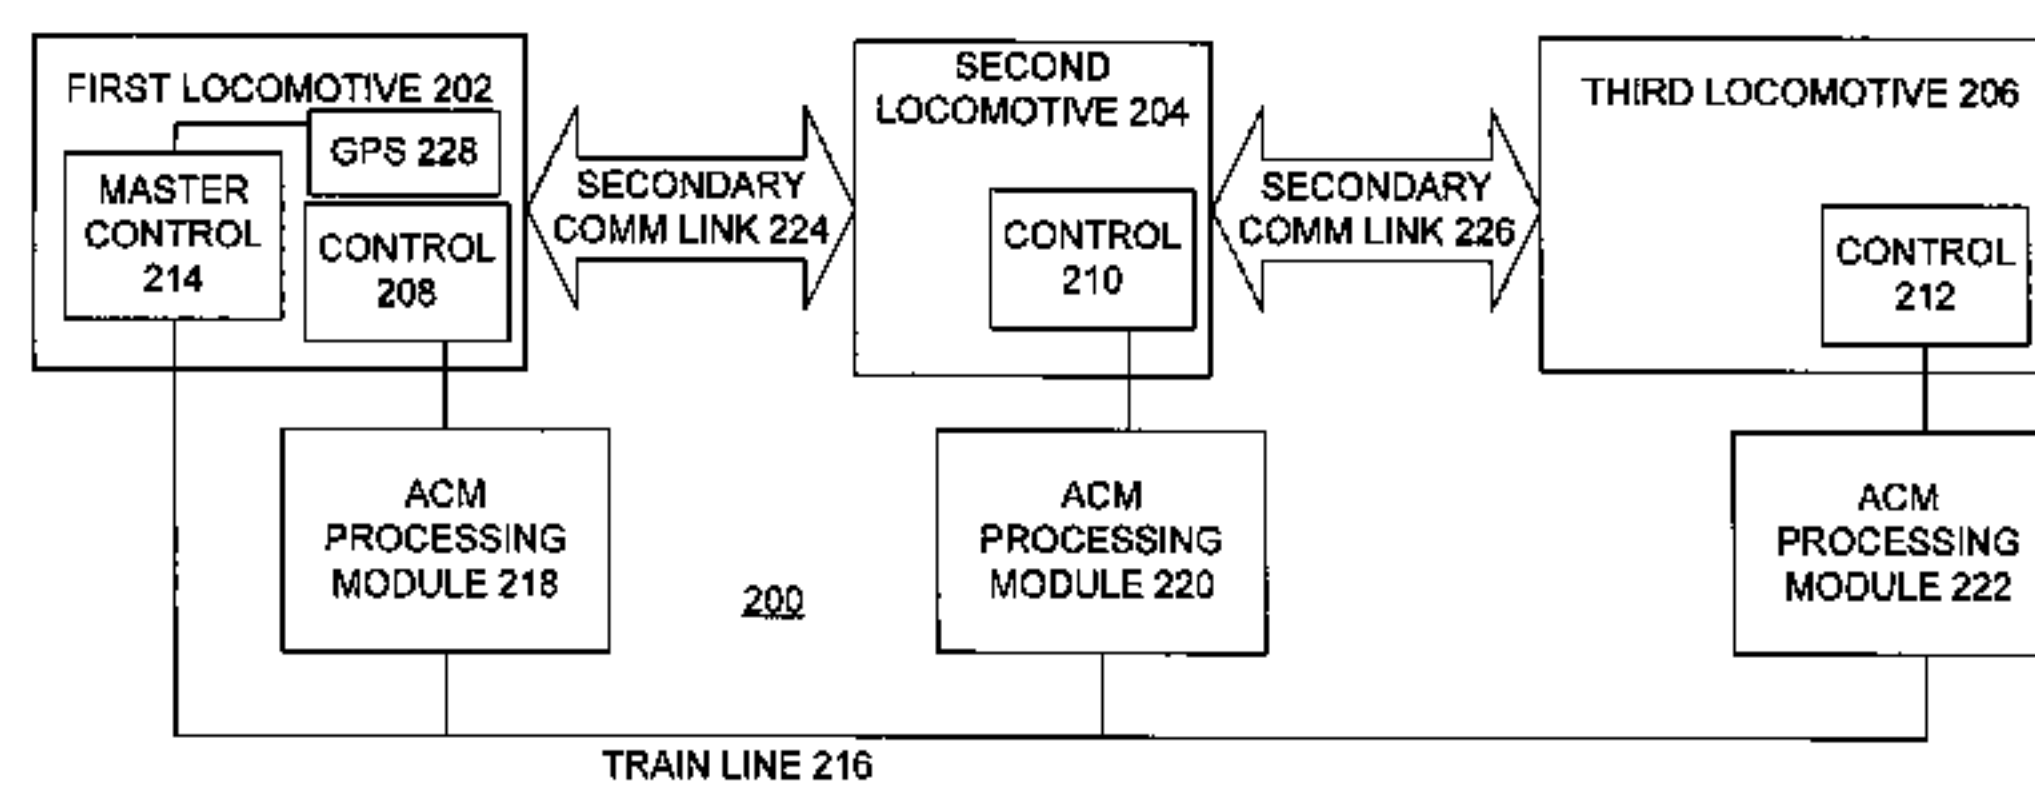 FIRST LOCOMOTIVE 202
GPS 228
MASTER
CONTROL
214
CONTROL
208
SECONDARY
COMM LINK 224
SECOND
LOCOMOTIVE 204
CONTROL
210
SECONDARY
COMM LINK 226
THIRD LOCOMOTIVE 206
CONTROL
212
ACM
PROCESSING
MODULE 218
200
ACM
PROCESSING
MODULE 220
ACM
PROCESSING
MODULE 222
TRAIN LINE 216